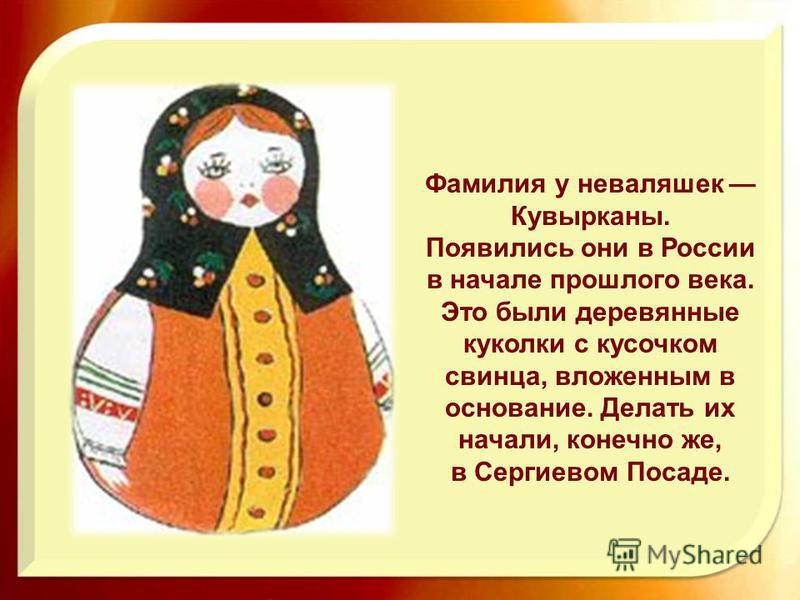 Фамилия у неваляшек —
Кувырканы.
Появились они в России
в начале прошлого века.
Это были деревянные
куколки с кусочком
свинца, вложенным в
основание. Делать их
начали, конечно же,
в Сергиевом Посаде.
MyShared